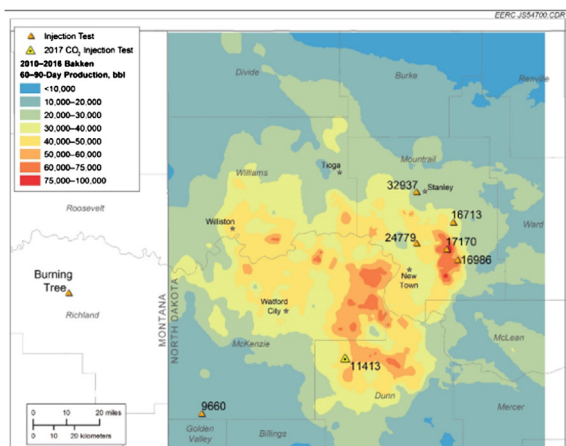 EERC JS54700.CDR
Injection Test
2017 CO₂ Injection Test
2010–2016 Bakken
60–90-Day Production, bbl
<10,000
10,000–20.000
20,000–30.000
30,000–40.000
40,000–50.000
50,000–60.000
60,000–75.000
75,000–100.000
Divide
Burke
Renville
Tioga
Mountrail
Williams
32937
Stanley
Roosevelt
Williston
16713
Ward
24779
17170
16986
Burning
Tree
New
Town
Richland
MONTANA
NORTH DAKOTA
Watford
City
McKenzie
McLean
11413
Dunn
Mercer
9660
Golden
Valley
Billings
0 10 20 miles
0 10 20 kilometers